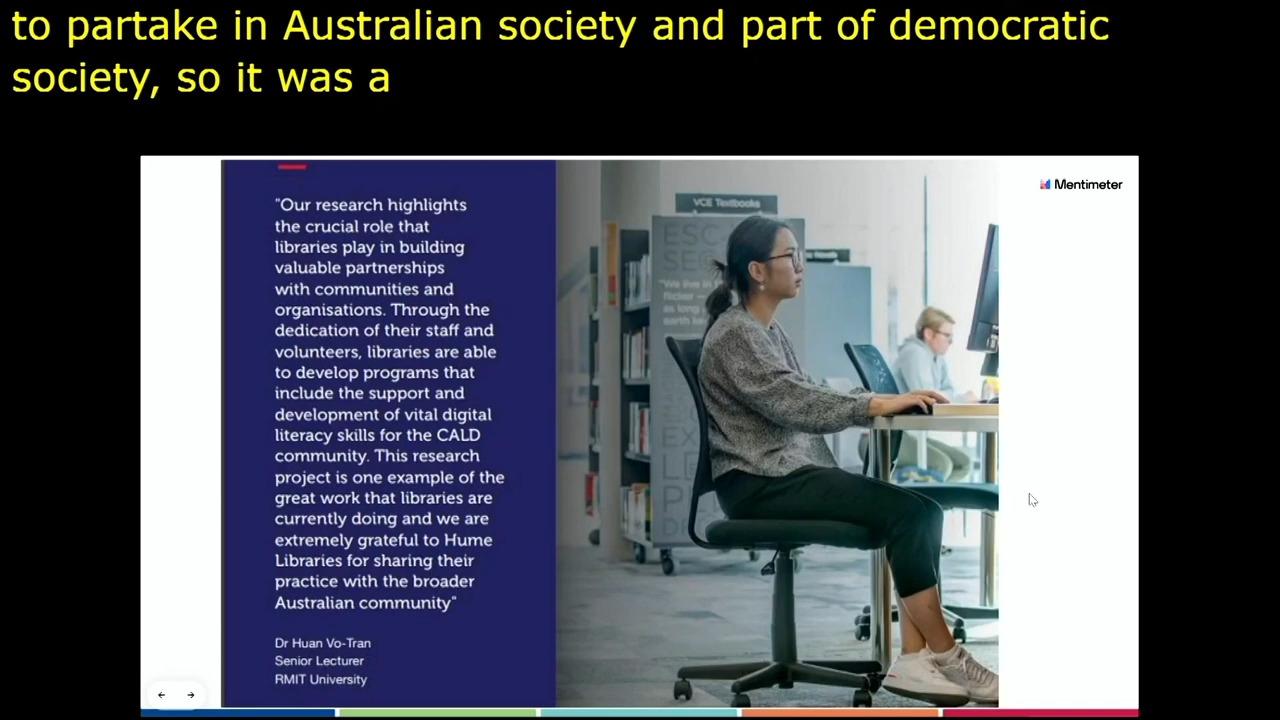 to partake in Australian society and part of democratic
society, so it was a
Mentimeter
"Our research highlights
the crucial role that
libraries play in building
valuable partnerships
with communities and
organisations. Through the
dedication of their staff and
volunteers, libraries are able
to develop programs that
include the support and
development of vital digital
literacy skills for the CALD
community. This research
project is one example of the
great work that libraries are
currently doing and we are
extremely grateful to Hume
Libraries for sharing their
practice with the broader
Australian community"
Dr Huan Vo-Tran
Senior Lecturer
RMIT University
VCE Textbooks